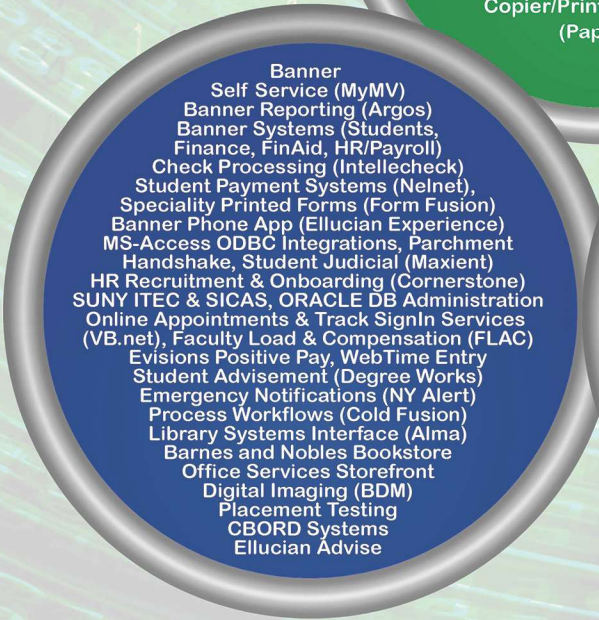 Copier/Print
(Pap
Banner
Self Service (MyMV)
Banner Reporting (Argos)
Banner Systems (Students,
Finance, FinAid, HR/Payroll)
Check Processing (Intellecheck)
Student Payment Systems (Nelnet),
Speciality Printed Forms (Form Fusion)
Banner Phone App (Ellucian Experience)
MS-Access ODBC Integrations, Parchment
Handshake, Student Judicial (Maxient)
HR Recruitment & Onboarding (Cornerstone)
SUNY ITEC & SICAS, ORACLE DB Administration
Online Appointments & Track SignIn Services
(VB.net), Faculty Load & Compensation (FLAC)
Evisions Positive Pay, WebTime Entry
Student Advisement (Degree Works)
Emergency Notifications (NY Alert)
Process Workflows (Cold Fusion)
Library Systems Interface (Alma)
Barnes and Nobles Bookstore
Office Services Storefront
Digital Imaging (BDM)
Placement Testing
CBORD Systems
Ellucian Advise